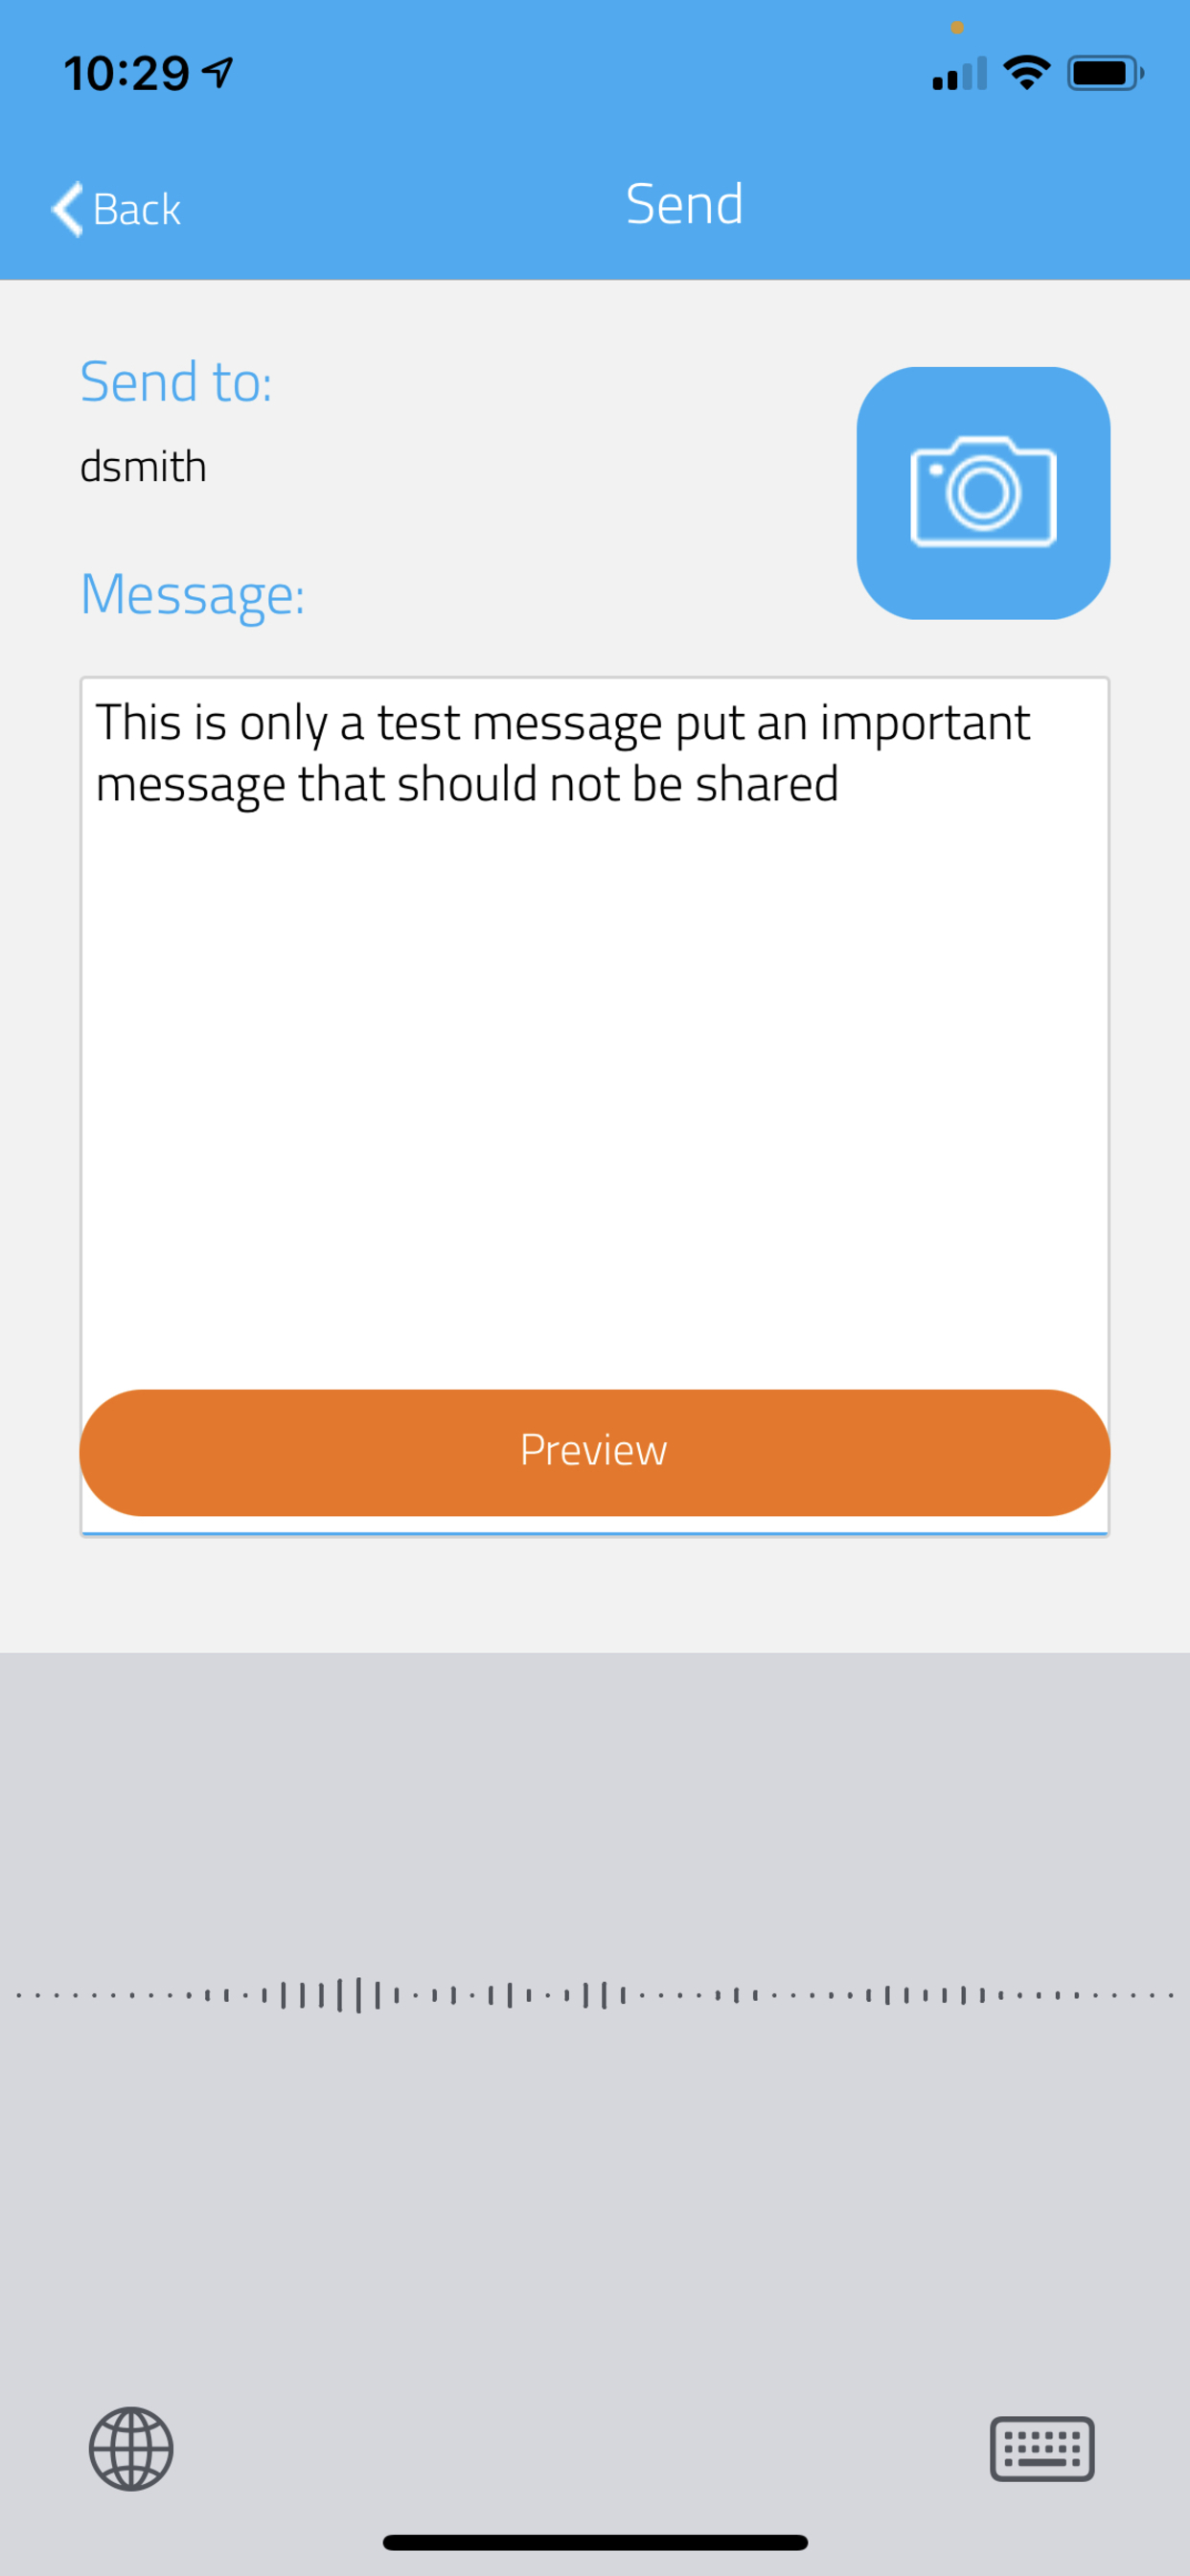 10:29
Back
Send
Send to:
dsmith
Message:
This is only a test message put an important
message that should not be shared
Preview